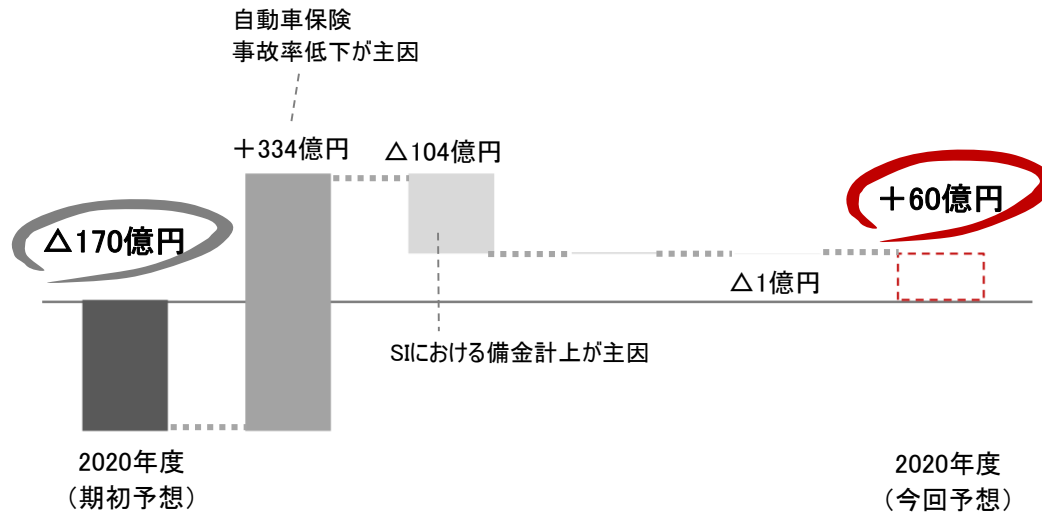 自動車保険
事故率低下が主因
＋334億円
△104億円
＋60億円
△170億円
△1億円
SIにおける備金計上が主因
2020年度
（期初予想）
2020年度
（今回予想）